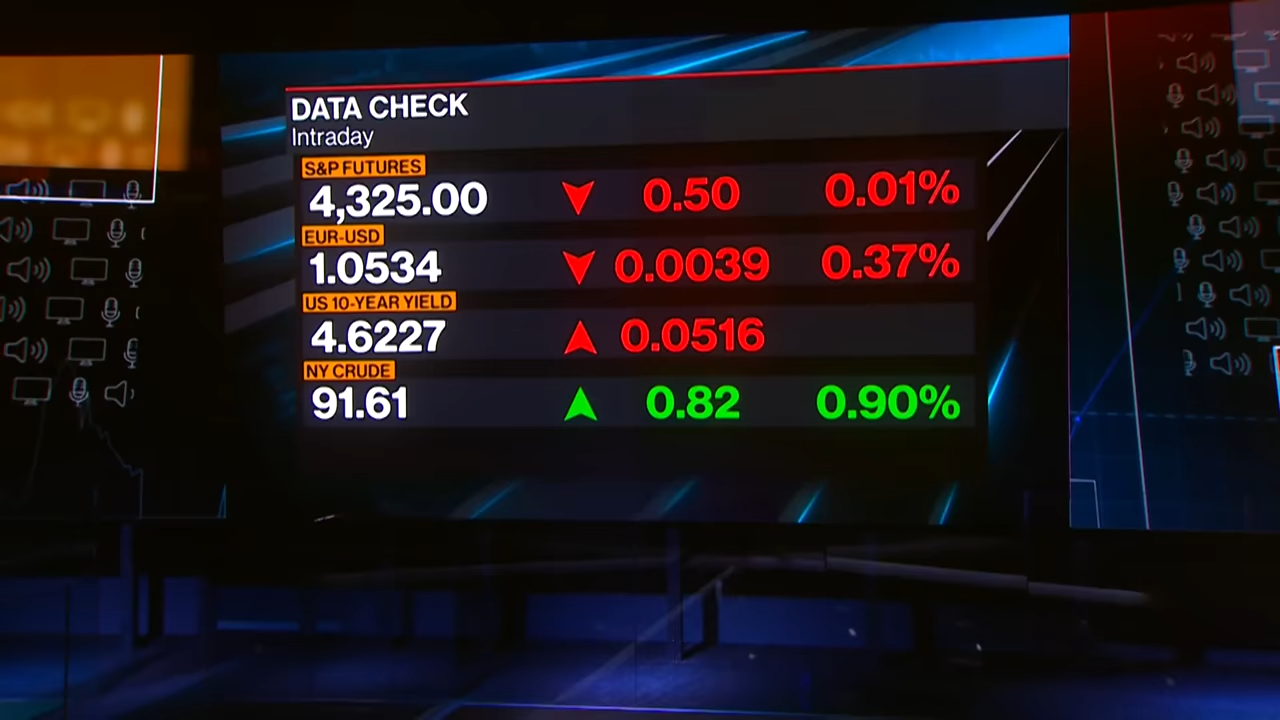 DATA CHECK
Intraday
S&P FUTURES
4,325.00 ▼ 0.50 0.01%
EUR-USD
1.0534 ▼ 0.0039 0.37%
US 10-YEAR YIELD
4.6227 ▲ 0.0516
NY CRUDE
91.61 ▲ 0.82 0.90%